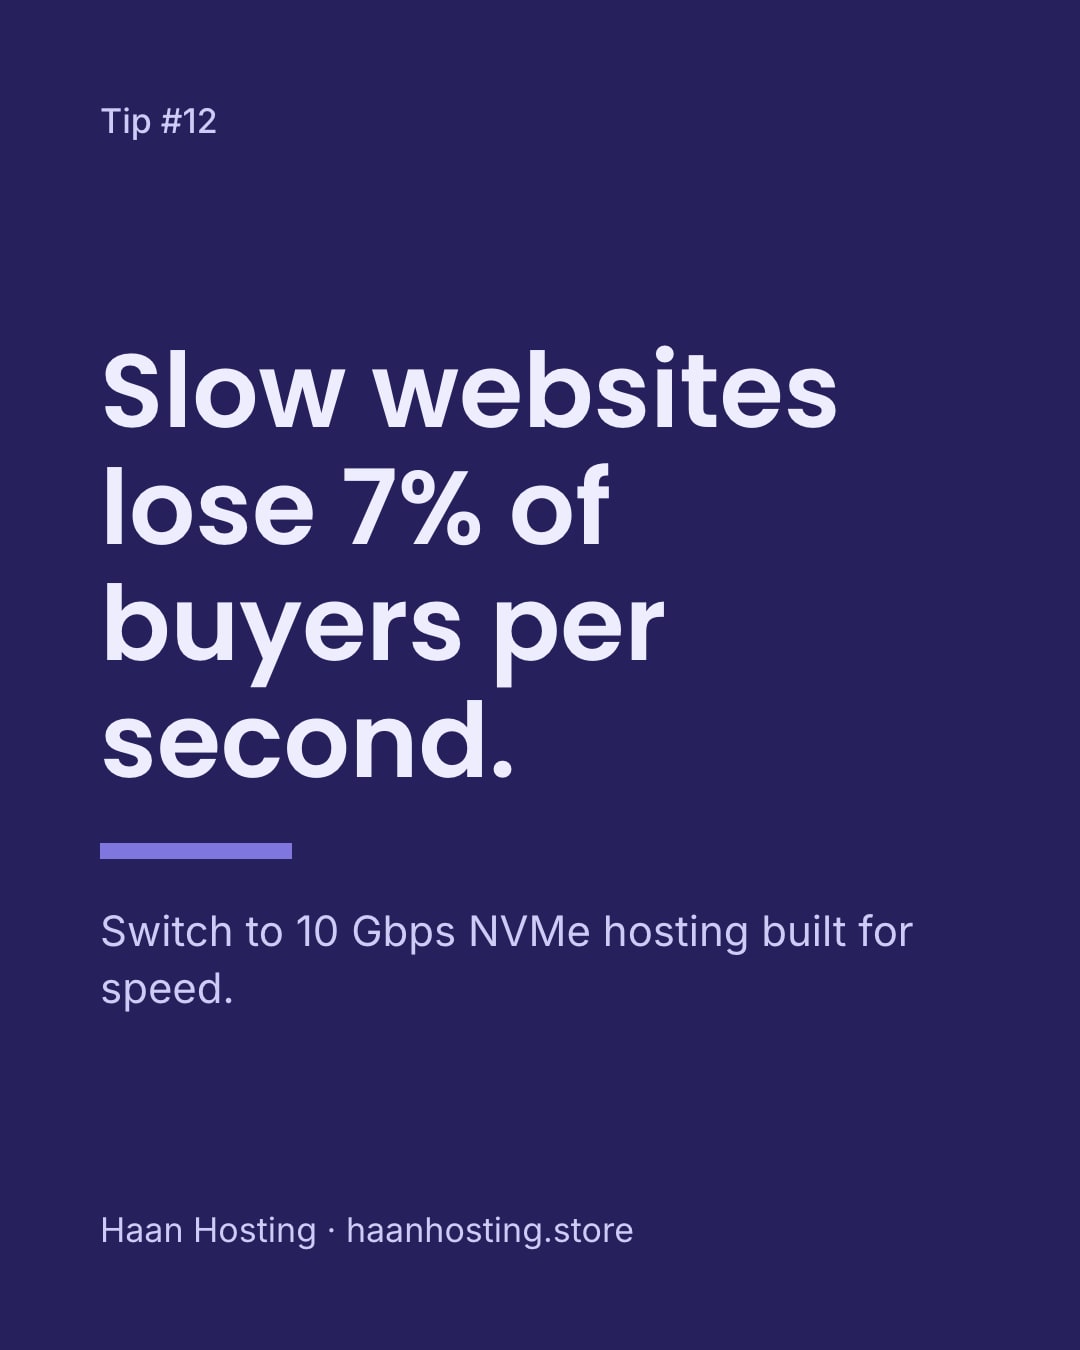 Tip #12
Slow websites
lose 7% of
buyers per
second.
Switch to 10 Gbps NVMe hosting built for
speed.
Haan Hosting · haanhosting.store